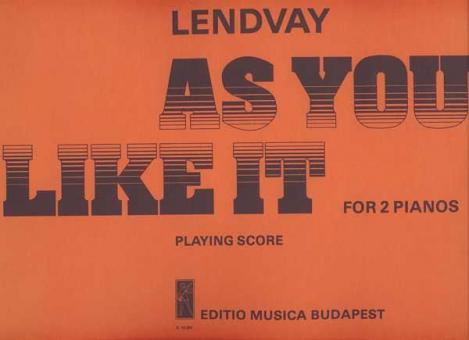 LENDVAY
AS YOU
LIKE IT
FOR 2 PIANOS
PLAYING SCORE
EDITIO MUSICA BUDAPEST